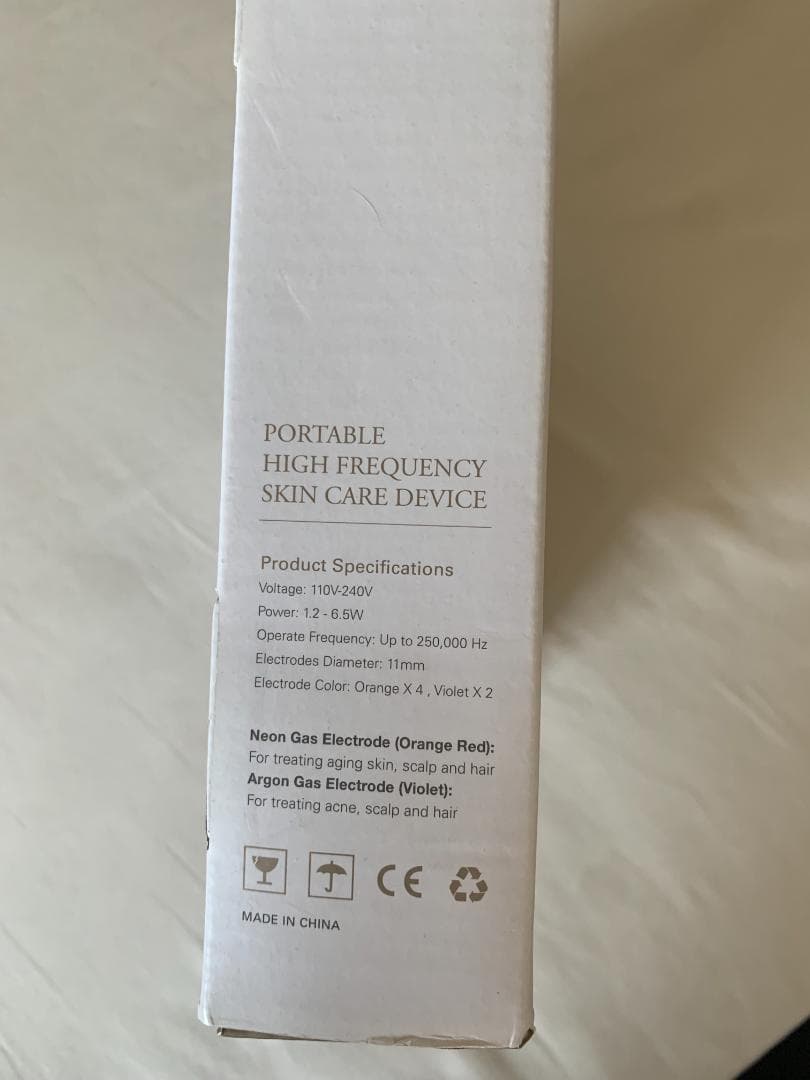 PORTABLE
HIGH FREQUENCY
SKIN CARE DEVICE
Product Specifications
Voltage: 110V-240V
Power: 1.2 - 6.5W
Operate Frequency: Up to 250,000 Hz
Electrodes Diameter: 11mm
Electrode Color: Orange X 4 , Violet X 2
Neon Gas Electrode (Orange Red):
For treating aging skin, scalp and hair
Argon Gas Electrode (Violet):
For treating acne, scalp and hair
CE
MADE IN CHINA